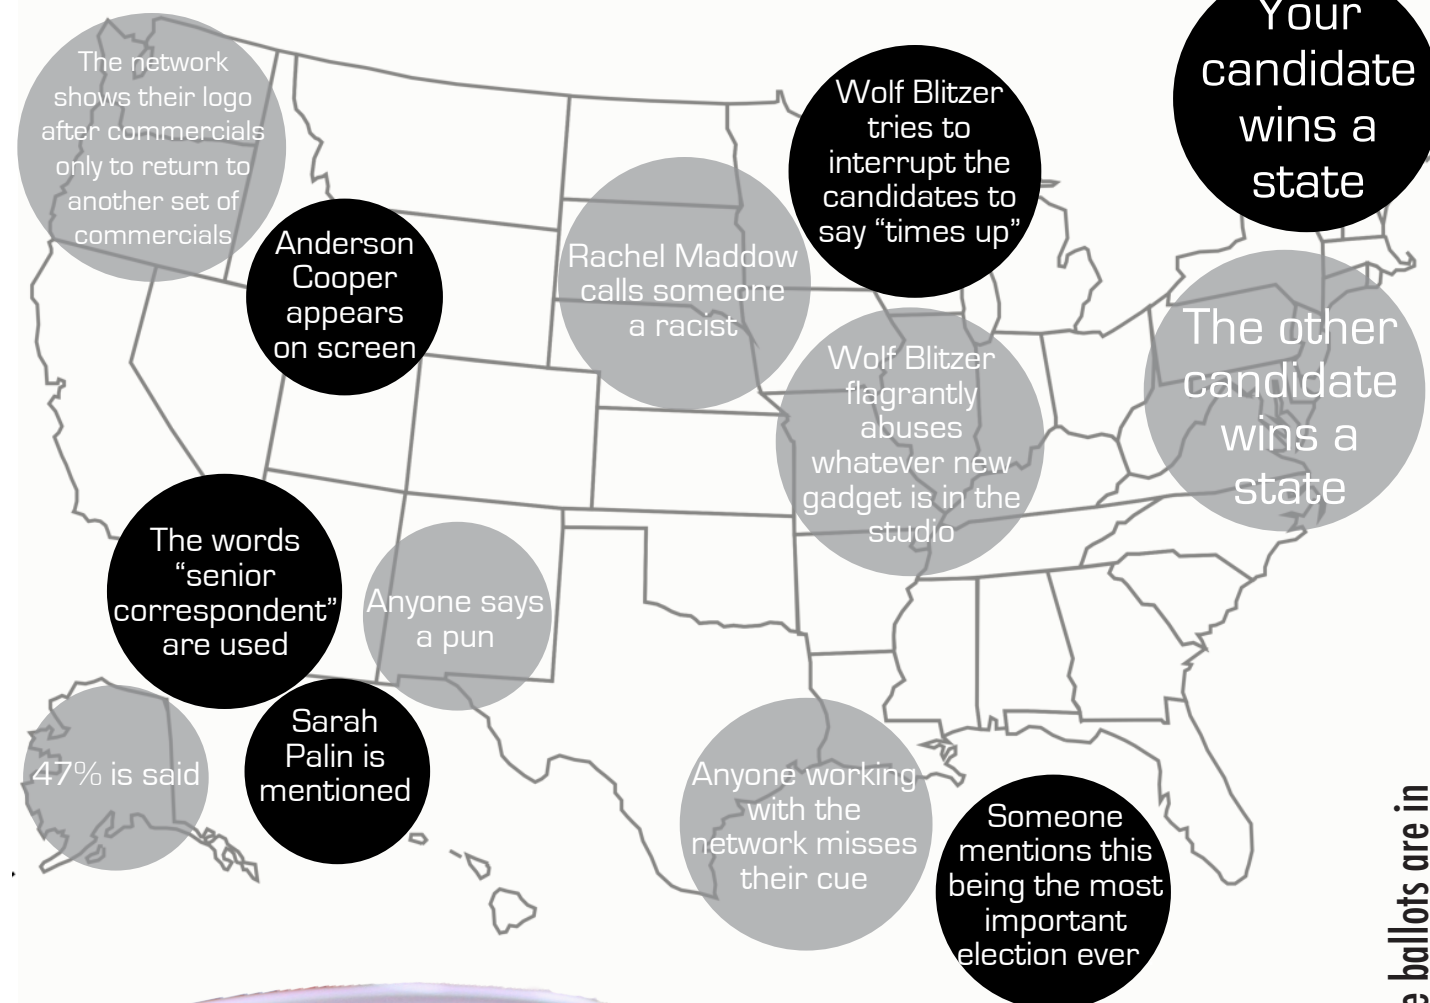 The network
shows their logo
after commercials
only to return to
another set of
commercials
Anderson
Cooper
appears
on screen
Rachel Maddow
calls someone
a racist
Wolf Blitzer
tries to
interrupt the
candidates to
say “times up”
Your
candidate
wins a
state
Wolf Blitzer
flagrantly
abuses
whatever new
gadget is in the
studio
The other
candidate
wins a
state
The words
“senior
correspondent”
are used
Anyone says
a pun
47% is said
Sarah
Palin is
mentioned
Anyone working
with the
network misses
their cue
Someone
mentions this
being the most
important
election ever
ballots are in